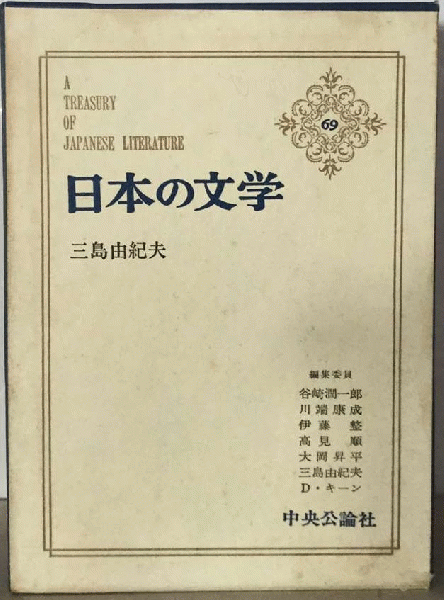 A
TREASURY
OF
JAPANESE LITERATURE
69
日本の文学
三島由紀夫
編集委員
谷崎潤一郎
川端康成
伊藤 整
高見 順
大岡昇平
三島由紀夫
D・キーン
中央公論社